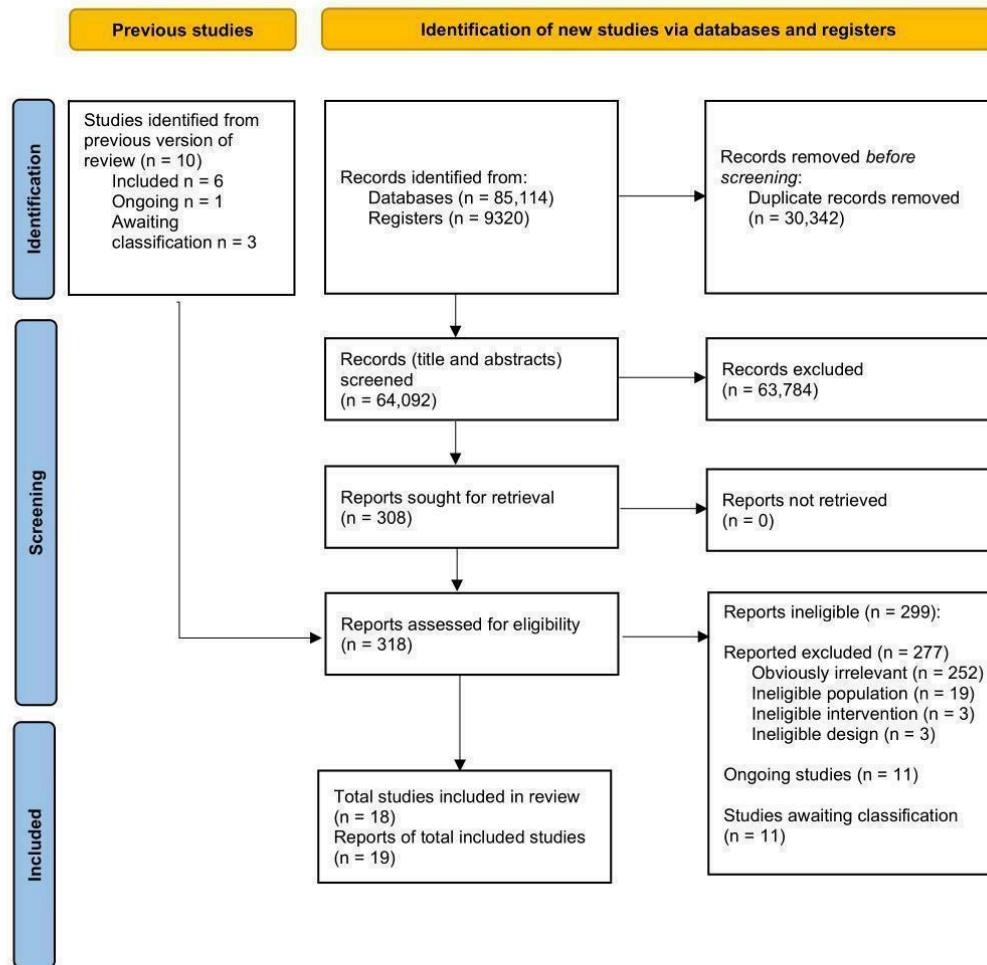 Previous studies
Identification of new studies via databases and registers
Identification
Studies identified from
previous version of
review (n = 10)
Included n = 6
Ongoing n = 1
Awaiting
classification n = 3
Records identified from:
Databases (n = 85,114)
Registers (n = 9320)
Records removed before
screening:
Duplicate records removed
(n = 30,342)
Screening
Records (title and abstracts)
screened
(n = 64,092)
Records excluded
(n = 63,784)
Reports sought for retrieval
(n = 308)
Reports not retrieved
(n = 0)
Reports assessed for eligibility
(n = 318)
Reports ineligible (n = 299):
Reported excluded (n = 277)
Obviously irrelevant (n = 252)
Ineligible population (n = 19)
Ineligible intervention (n = 3)
Ineligible design (n = 3)
Ongoing studies (n = 11)
Studies awaiting classification
(n = 11)
Included
Total studies included in review
(n = 18)
Reports of total included studies
(n = 19)